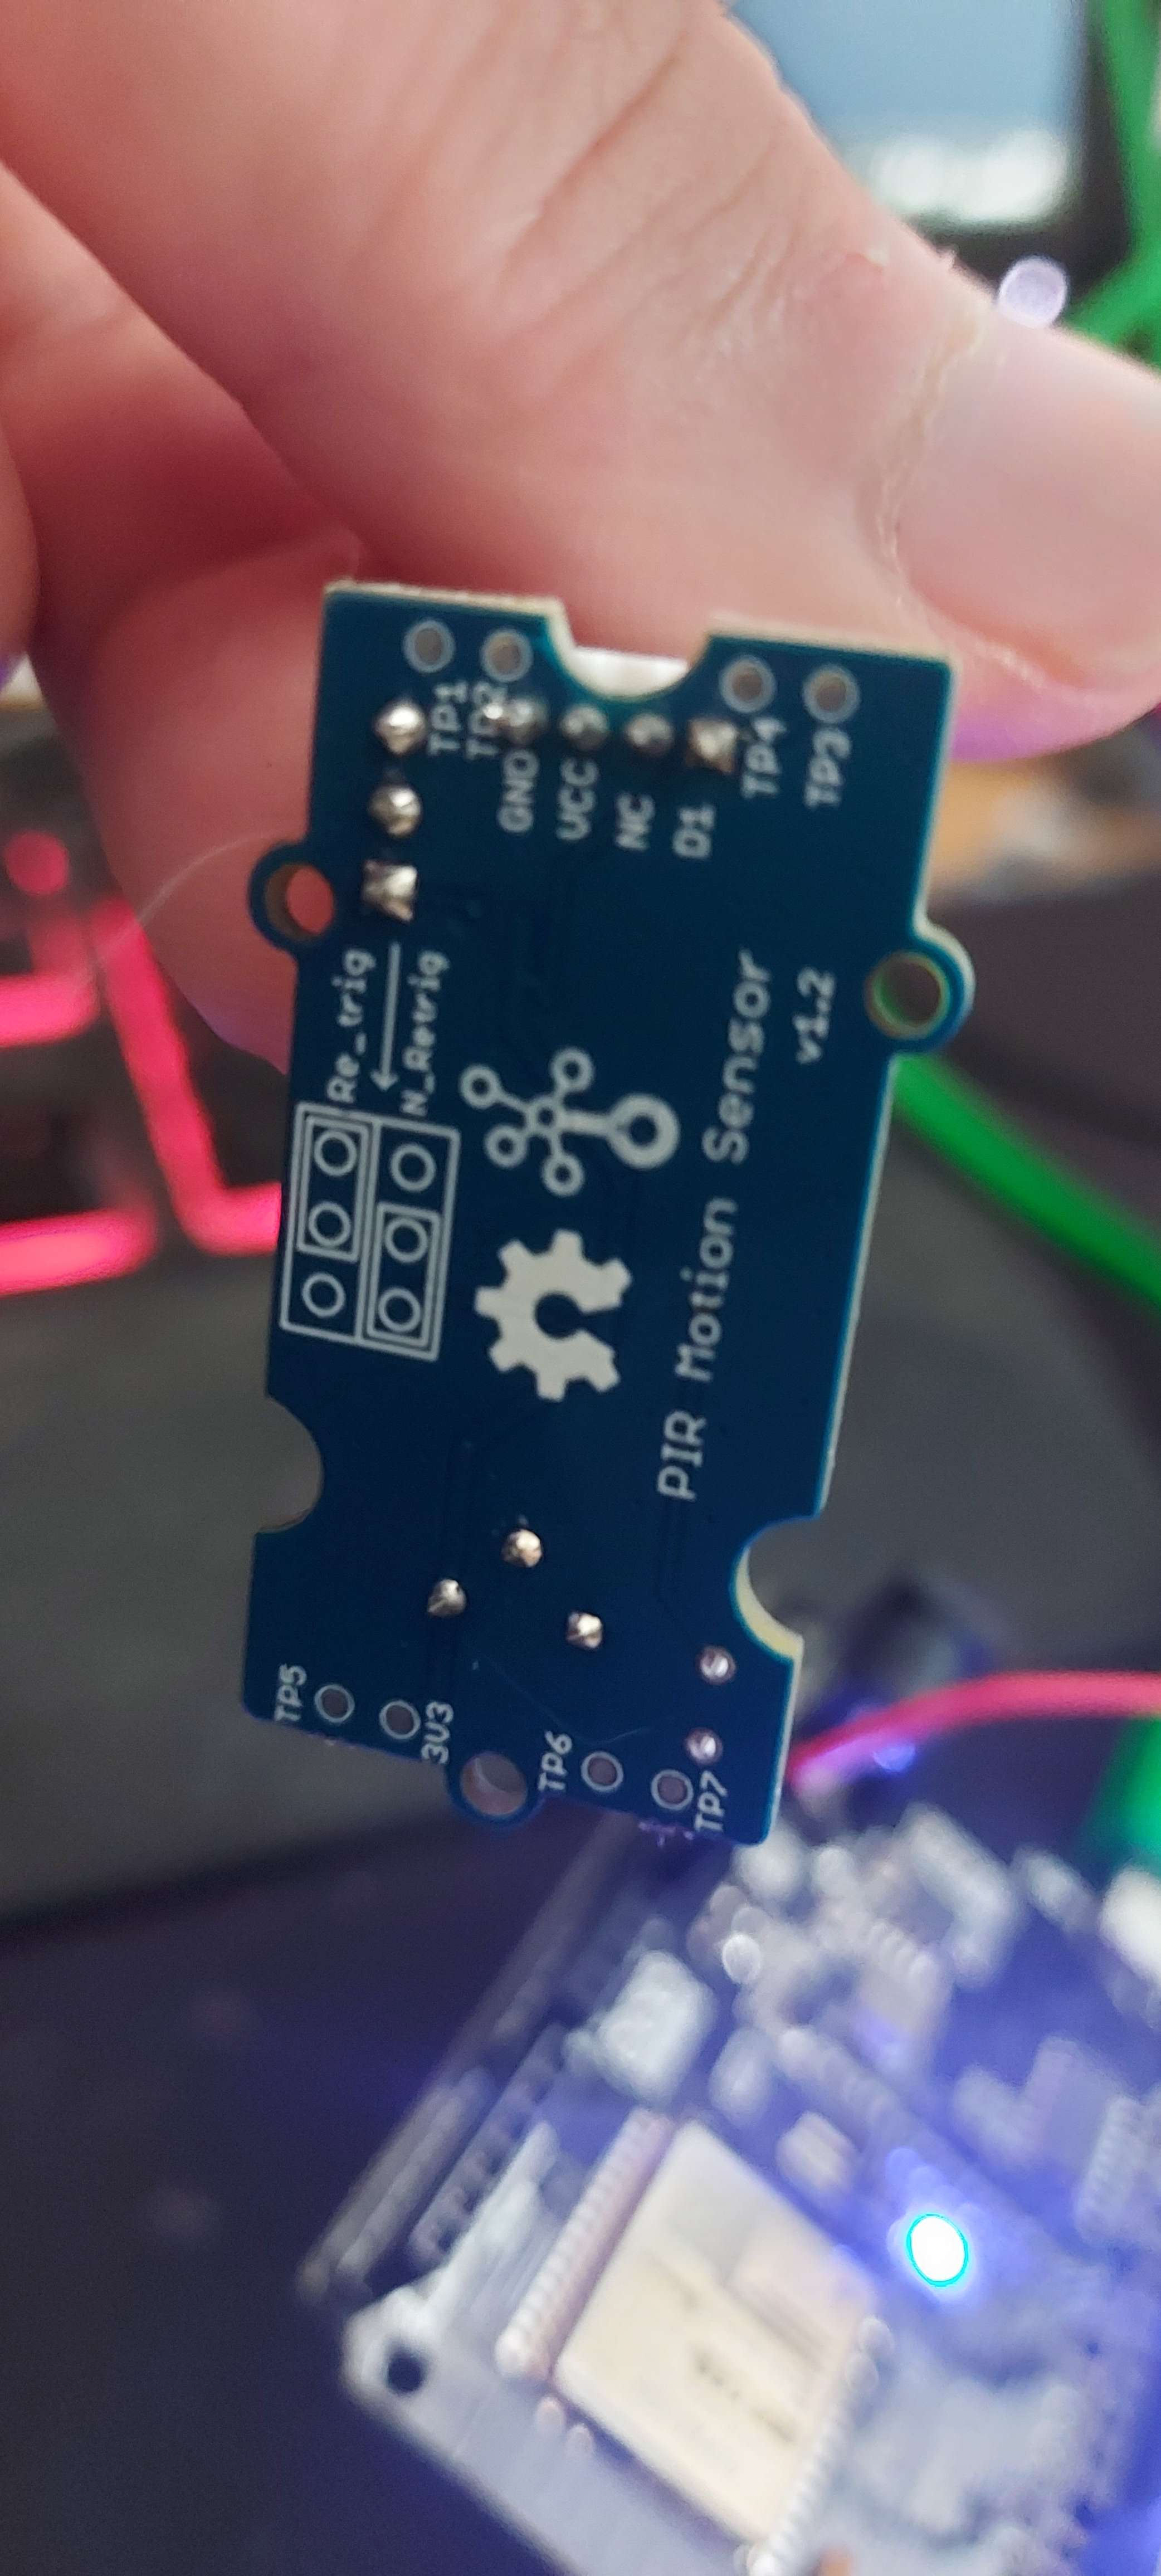 TP1
TP2
GND
VCC
NC
D1
TP4
TP3
Re_trig
N_Retrig
PIR Motion Sensor
v1.2
TP5
3V3
TP6
TP7